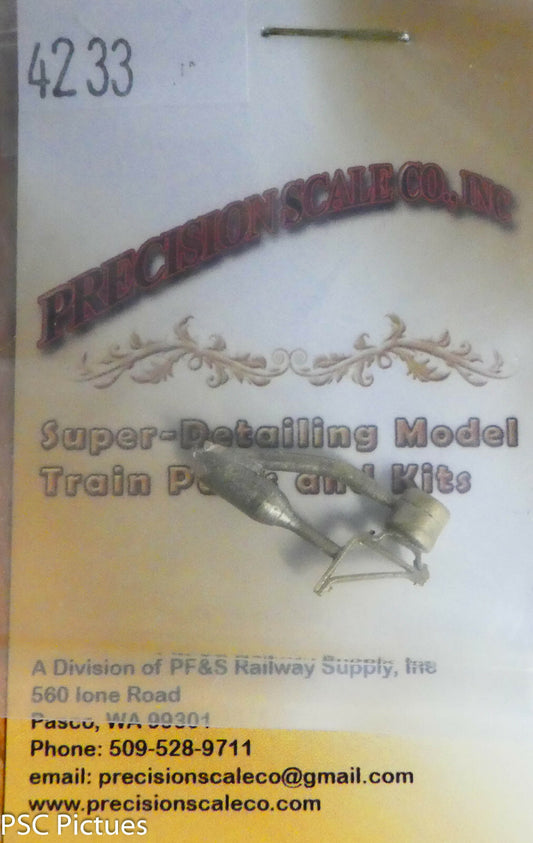 4233
PRECISION SCALE CO., INC
Super-Detailing Model
Train Parts and Kits
A Division of PF&S Railway Supply, Inc
560 Ione Road
Pasco, WA 99301
Phone: 509-528-9711
email: precisionscaleco@gmail.com
www.precisionscaleco.com
PSC Pictues